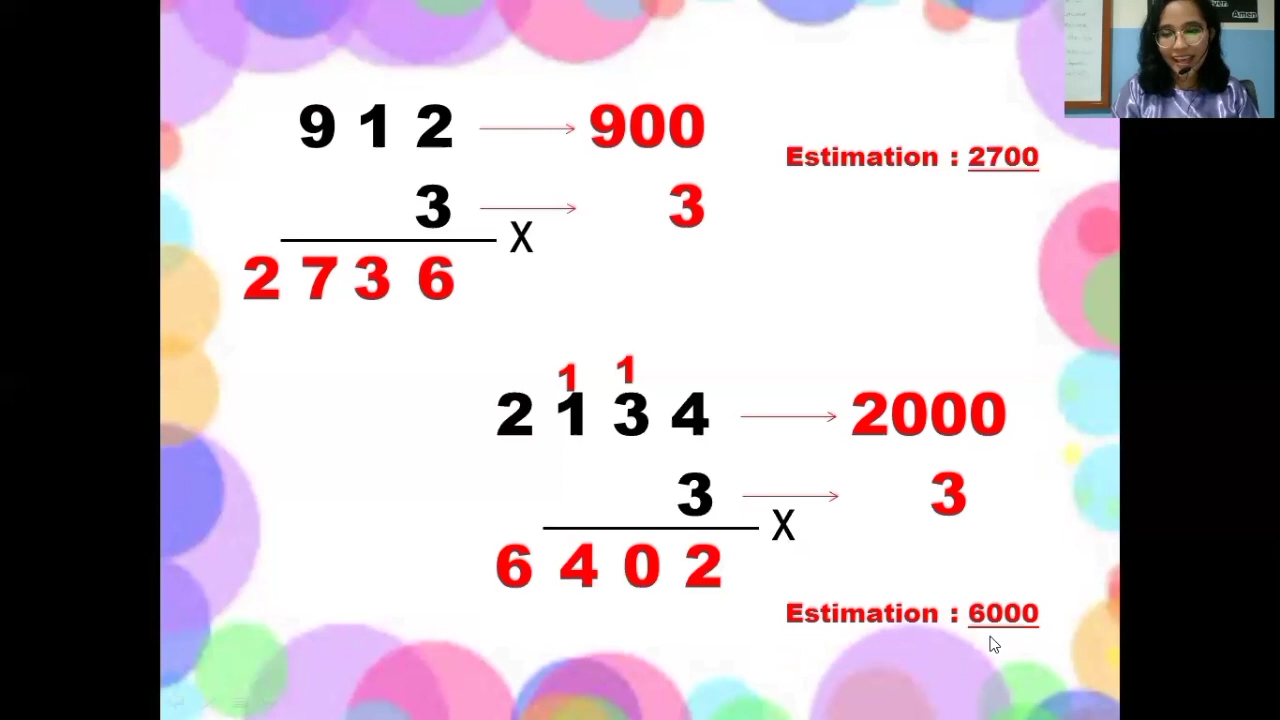 9 1 2 → 900
3 → 3
X
2 7 3 6
Estimation : 2700
1 1
2 1 3 4 → 2000
3 → 3
X
6 4 0 2
Estimation : 6000
Amen